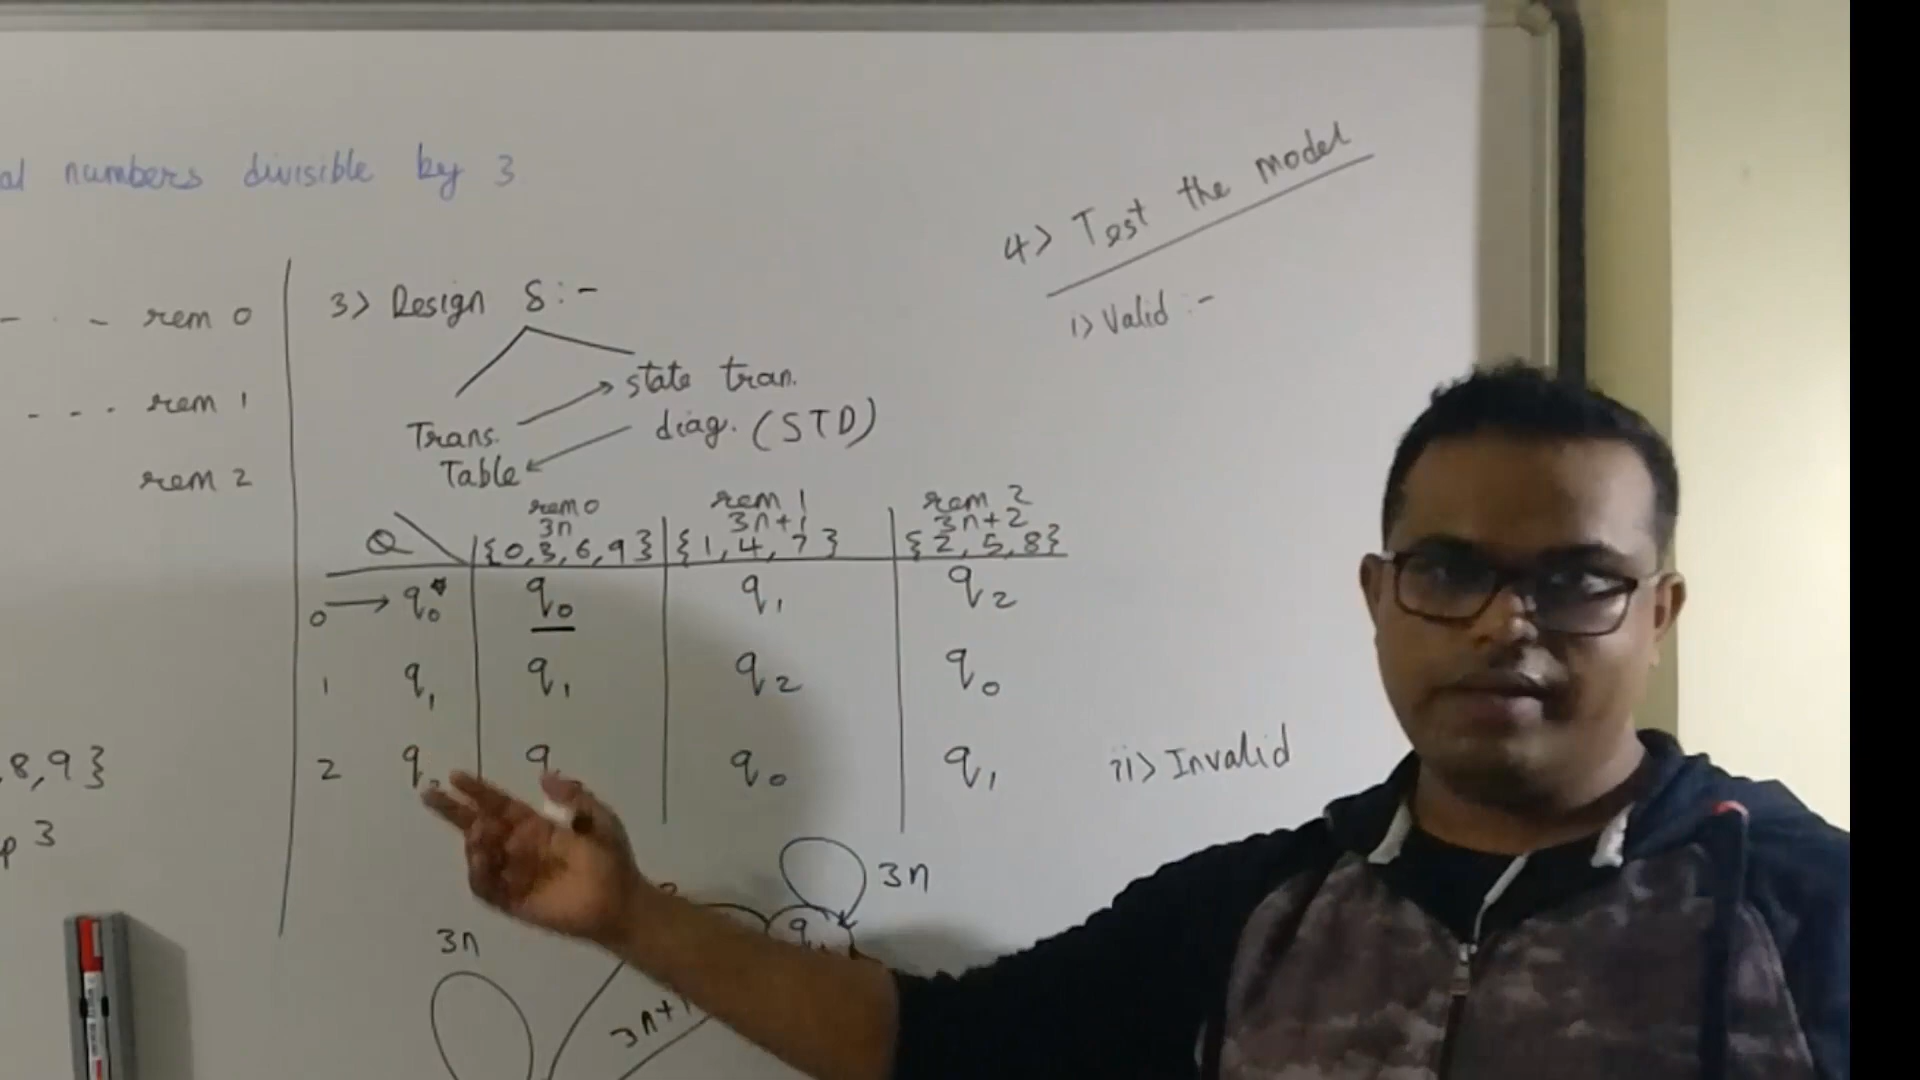 al numbers divisible by 3
- . - rem 0
- - - rem 1
rem 2
8,9}
p 3
3> Design δ:-
Trans.
Table
state tran.
diag. (STD)
rem 0
3n
rem 1
3n+1
rem 2
3n+2
Q {0,3,6,9} {1,4,7} {2,5,8}
0 → q0* q0 q1 q2
1 q1 q1 q2 q0
2 q2 q q0 q1
3n
3n
3n+1
4> Test the model
i> Valid :-
ii> Invalid